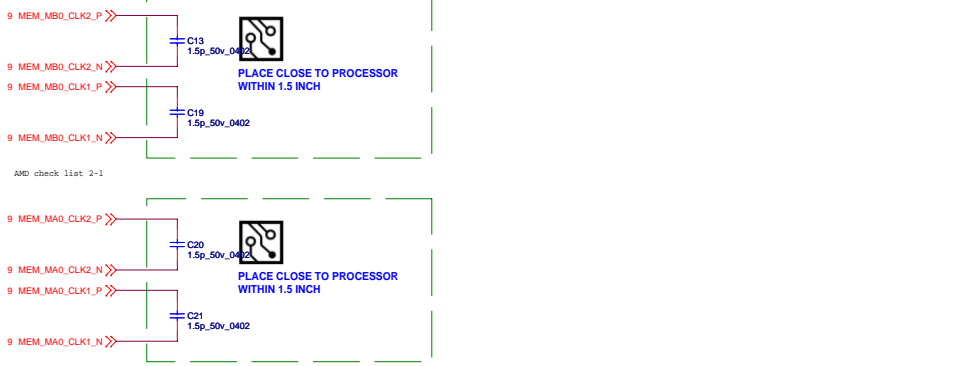 9 MEM_MB0_CLK2_P
C13
1.5p_50v_0402
9 MEM_MB0_CLK2_N
PLACE CLOSE TO PROCESSOR
WITHIN 1.5 INCH
9 MEM_MB0_CLK1_P
C19
1.5p_50v_0402
9 MEM_MB0_CLK1_N
AMD check list 2-1
9 MEM_MA0_CLK2_P
C20
1.5p_50v_0402
9 MEM_MA0_CLK2_N
PLACE CLOSE TO PROCESSOR
WITHIN 1.5 INCH
9 MEM_MA0_CLK1_P
C21
1.5p_50v_0402
9 MEM_MA0_CLK1_N